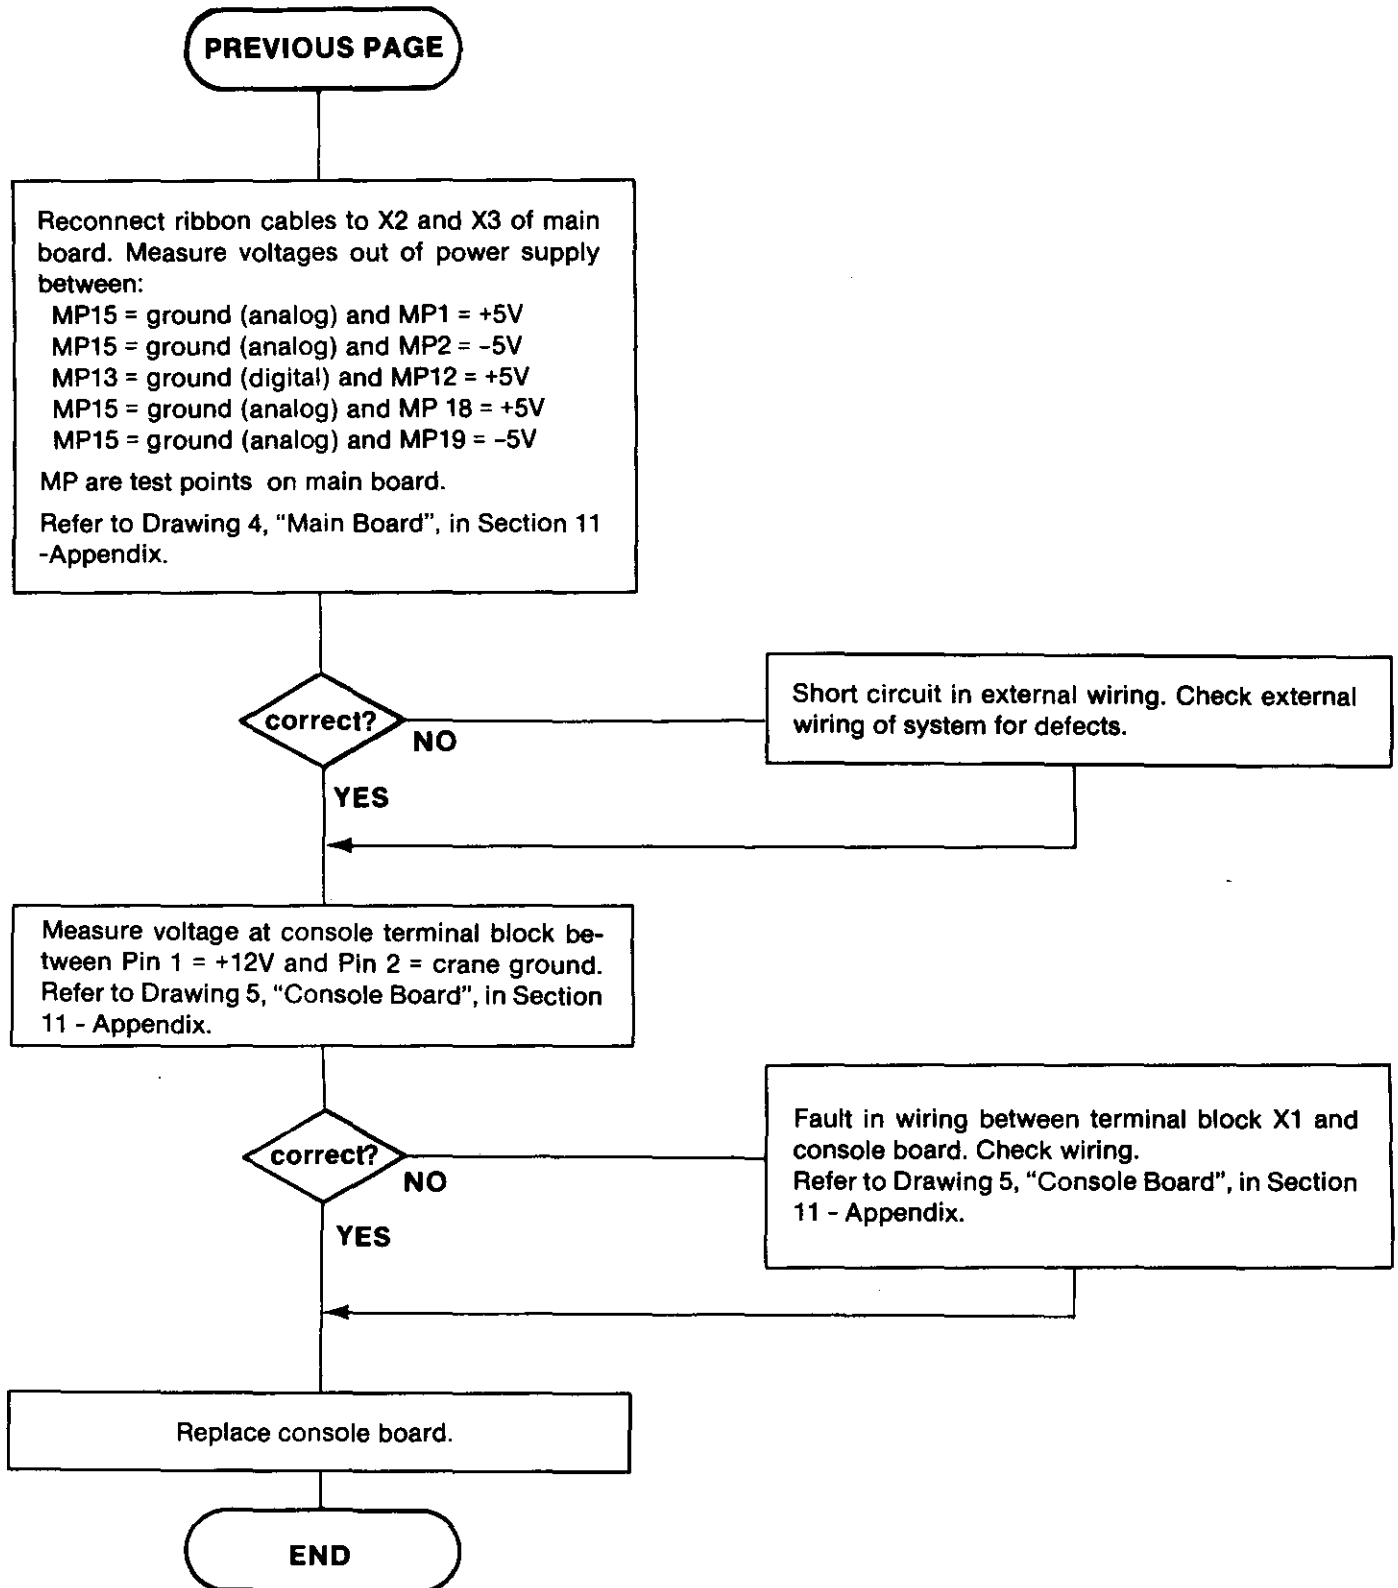 PREVIOUS PAGE
Reconnect ribbon cables to X2 and X3 of main
board. Measure voltages out of power supply
between:
MP15 = ground (analog) and MP1 = +5V
MP15 = ground (analog) and MP2 = -5V
MP13 = ground (digital) and MP12 = +5V
MP15 = ground (analog) and MP 18 = +5V
MP15 = ground (analog) and MP19 = -5V
MP are test points on main board.
Refer to Drawing 4, “Main Board”, in Section 11
-Appendix.
correct?
NO
YES
Short circuit in external wiring. Check external
wiring of system for defects.
Measure voltage at console terminal block be-
tween Pin 1 = +12V and Pin 2 = crane ground.
Refer to Drawing 5, “Console Board”, in Section
11 - Appendix.
correct?
NO
YES
Fault in wiring between terminal block X1 and
console board. Check wiring.
Refer to Drawing 5, “Console Board”, in Section
11 - Appendix.
Replace console board.
END